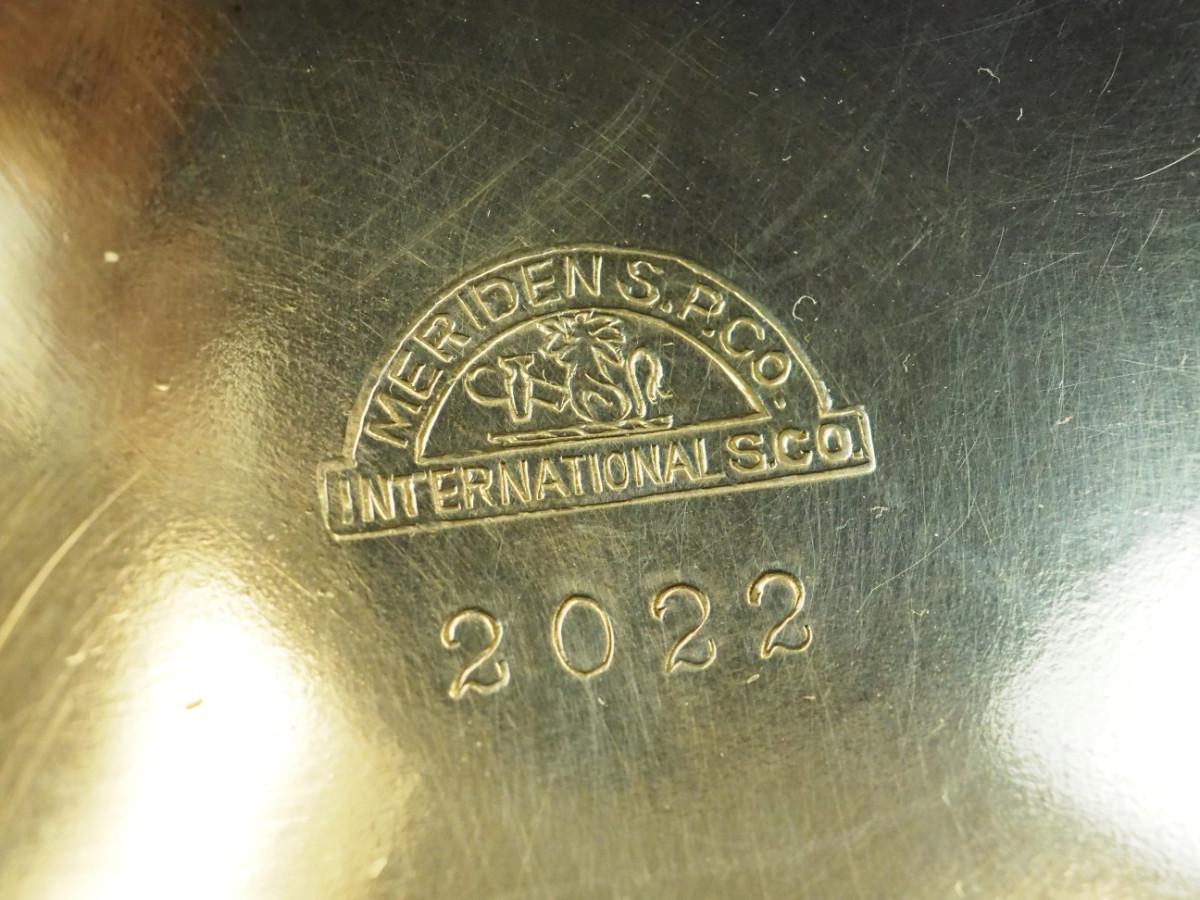 MERIDEN S.P.CO.
INTERNATIONAL S.CO.
2022